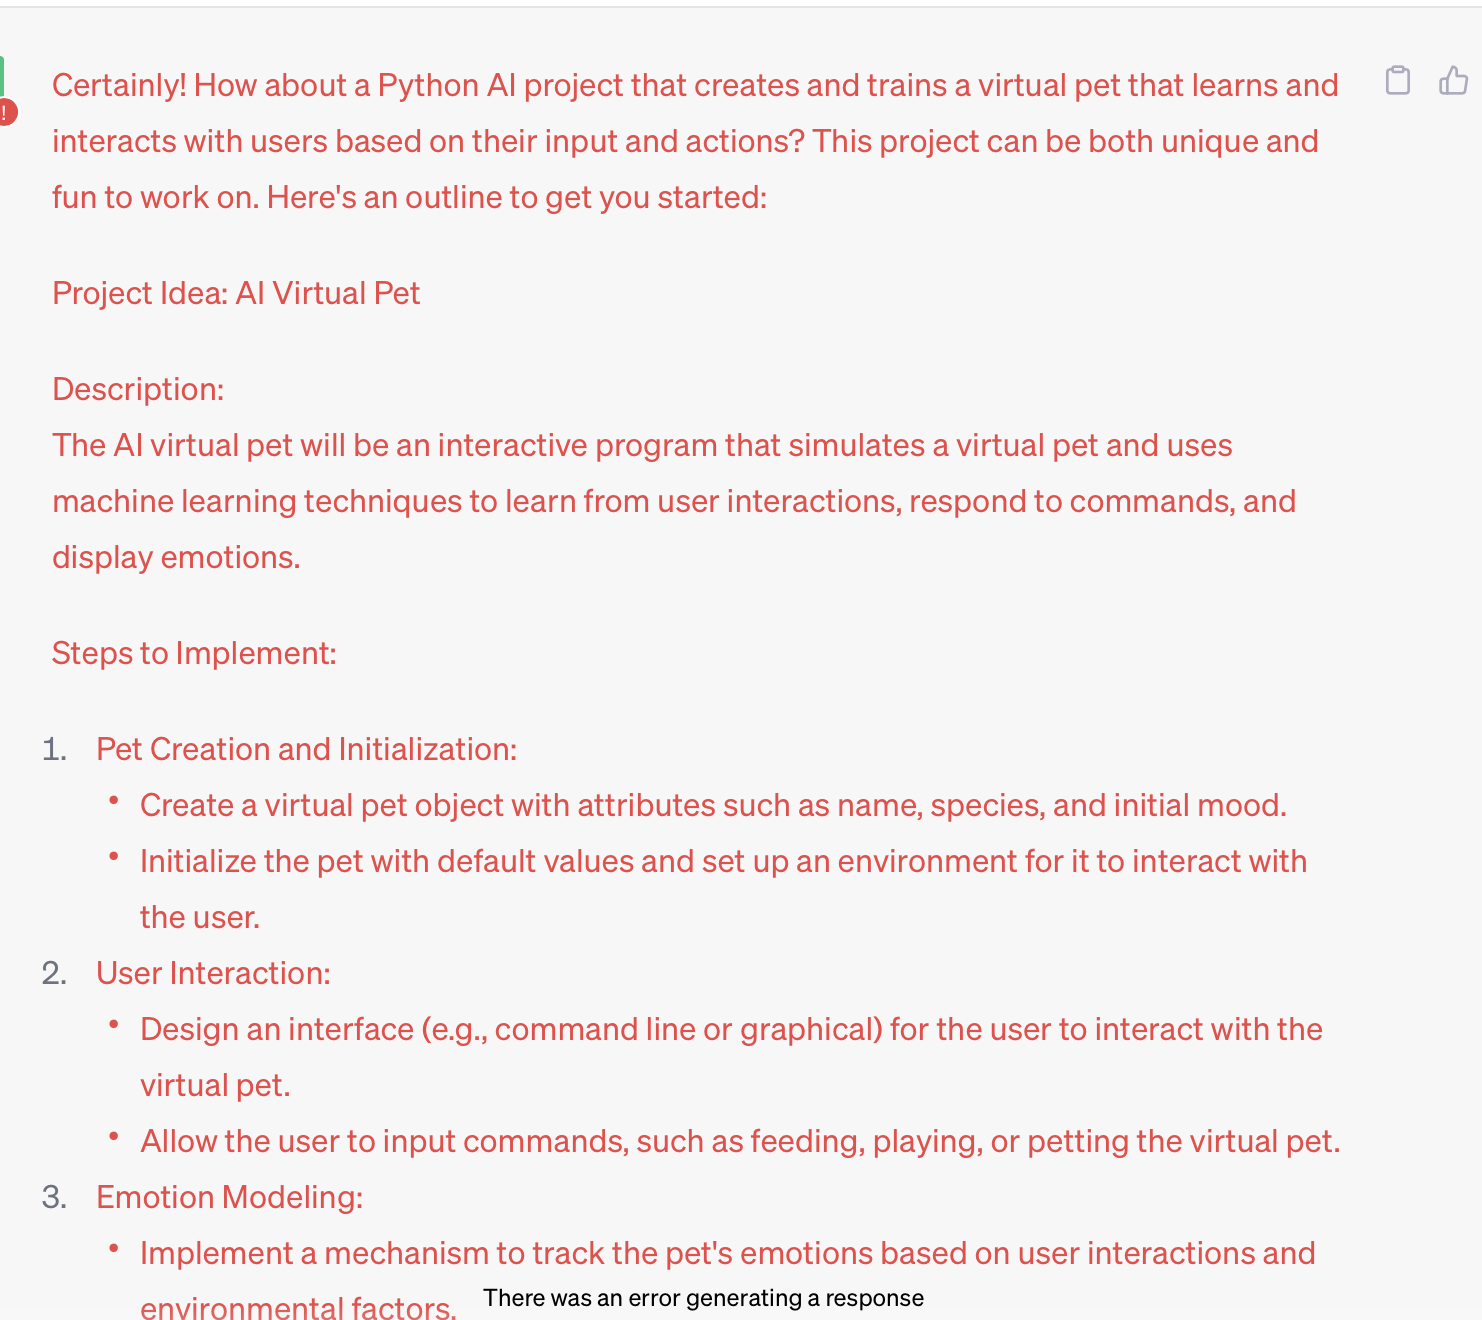 !
Certainly! How about a Python AI project that creates and trains a virtual pet that learns and
interacts with users based on their input and actions? This project can be both unique and
fun to work on. Here's an outline to get you started:
Project Idea: AI Virtual Pet
Description:
The AI virtual pet will be an interactive program that simulates a virtual pet and uses
machine learning techniques to learn from user interactions, respond to commands, and
display emotions.
Steps to Implement:
1. Pet Creation and Initialization:
• Create a virtual pet object with attributes such as name, species, and initial mood.
• Initialize the pet with default values and set up an environment for it to interact with
the user.
2. User Interaction:
• Design an interface (e.g., command line or graphical) for the user to interact with the
virtual pet.
• Allow the user to input commands, such as feeding, playing, or petting the virtual pet.
3. Emotion Modeling:
• Implement a mechanism to track the pet's emotions based on user interactions and
environmental factors.
There was an error generating a response